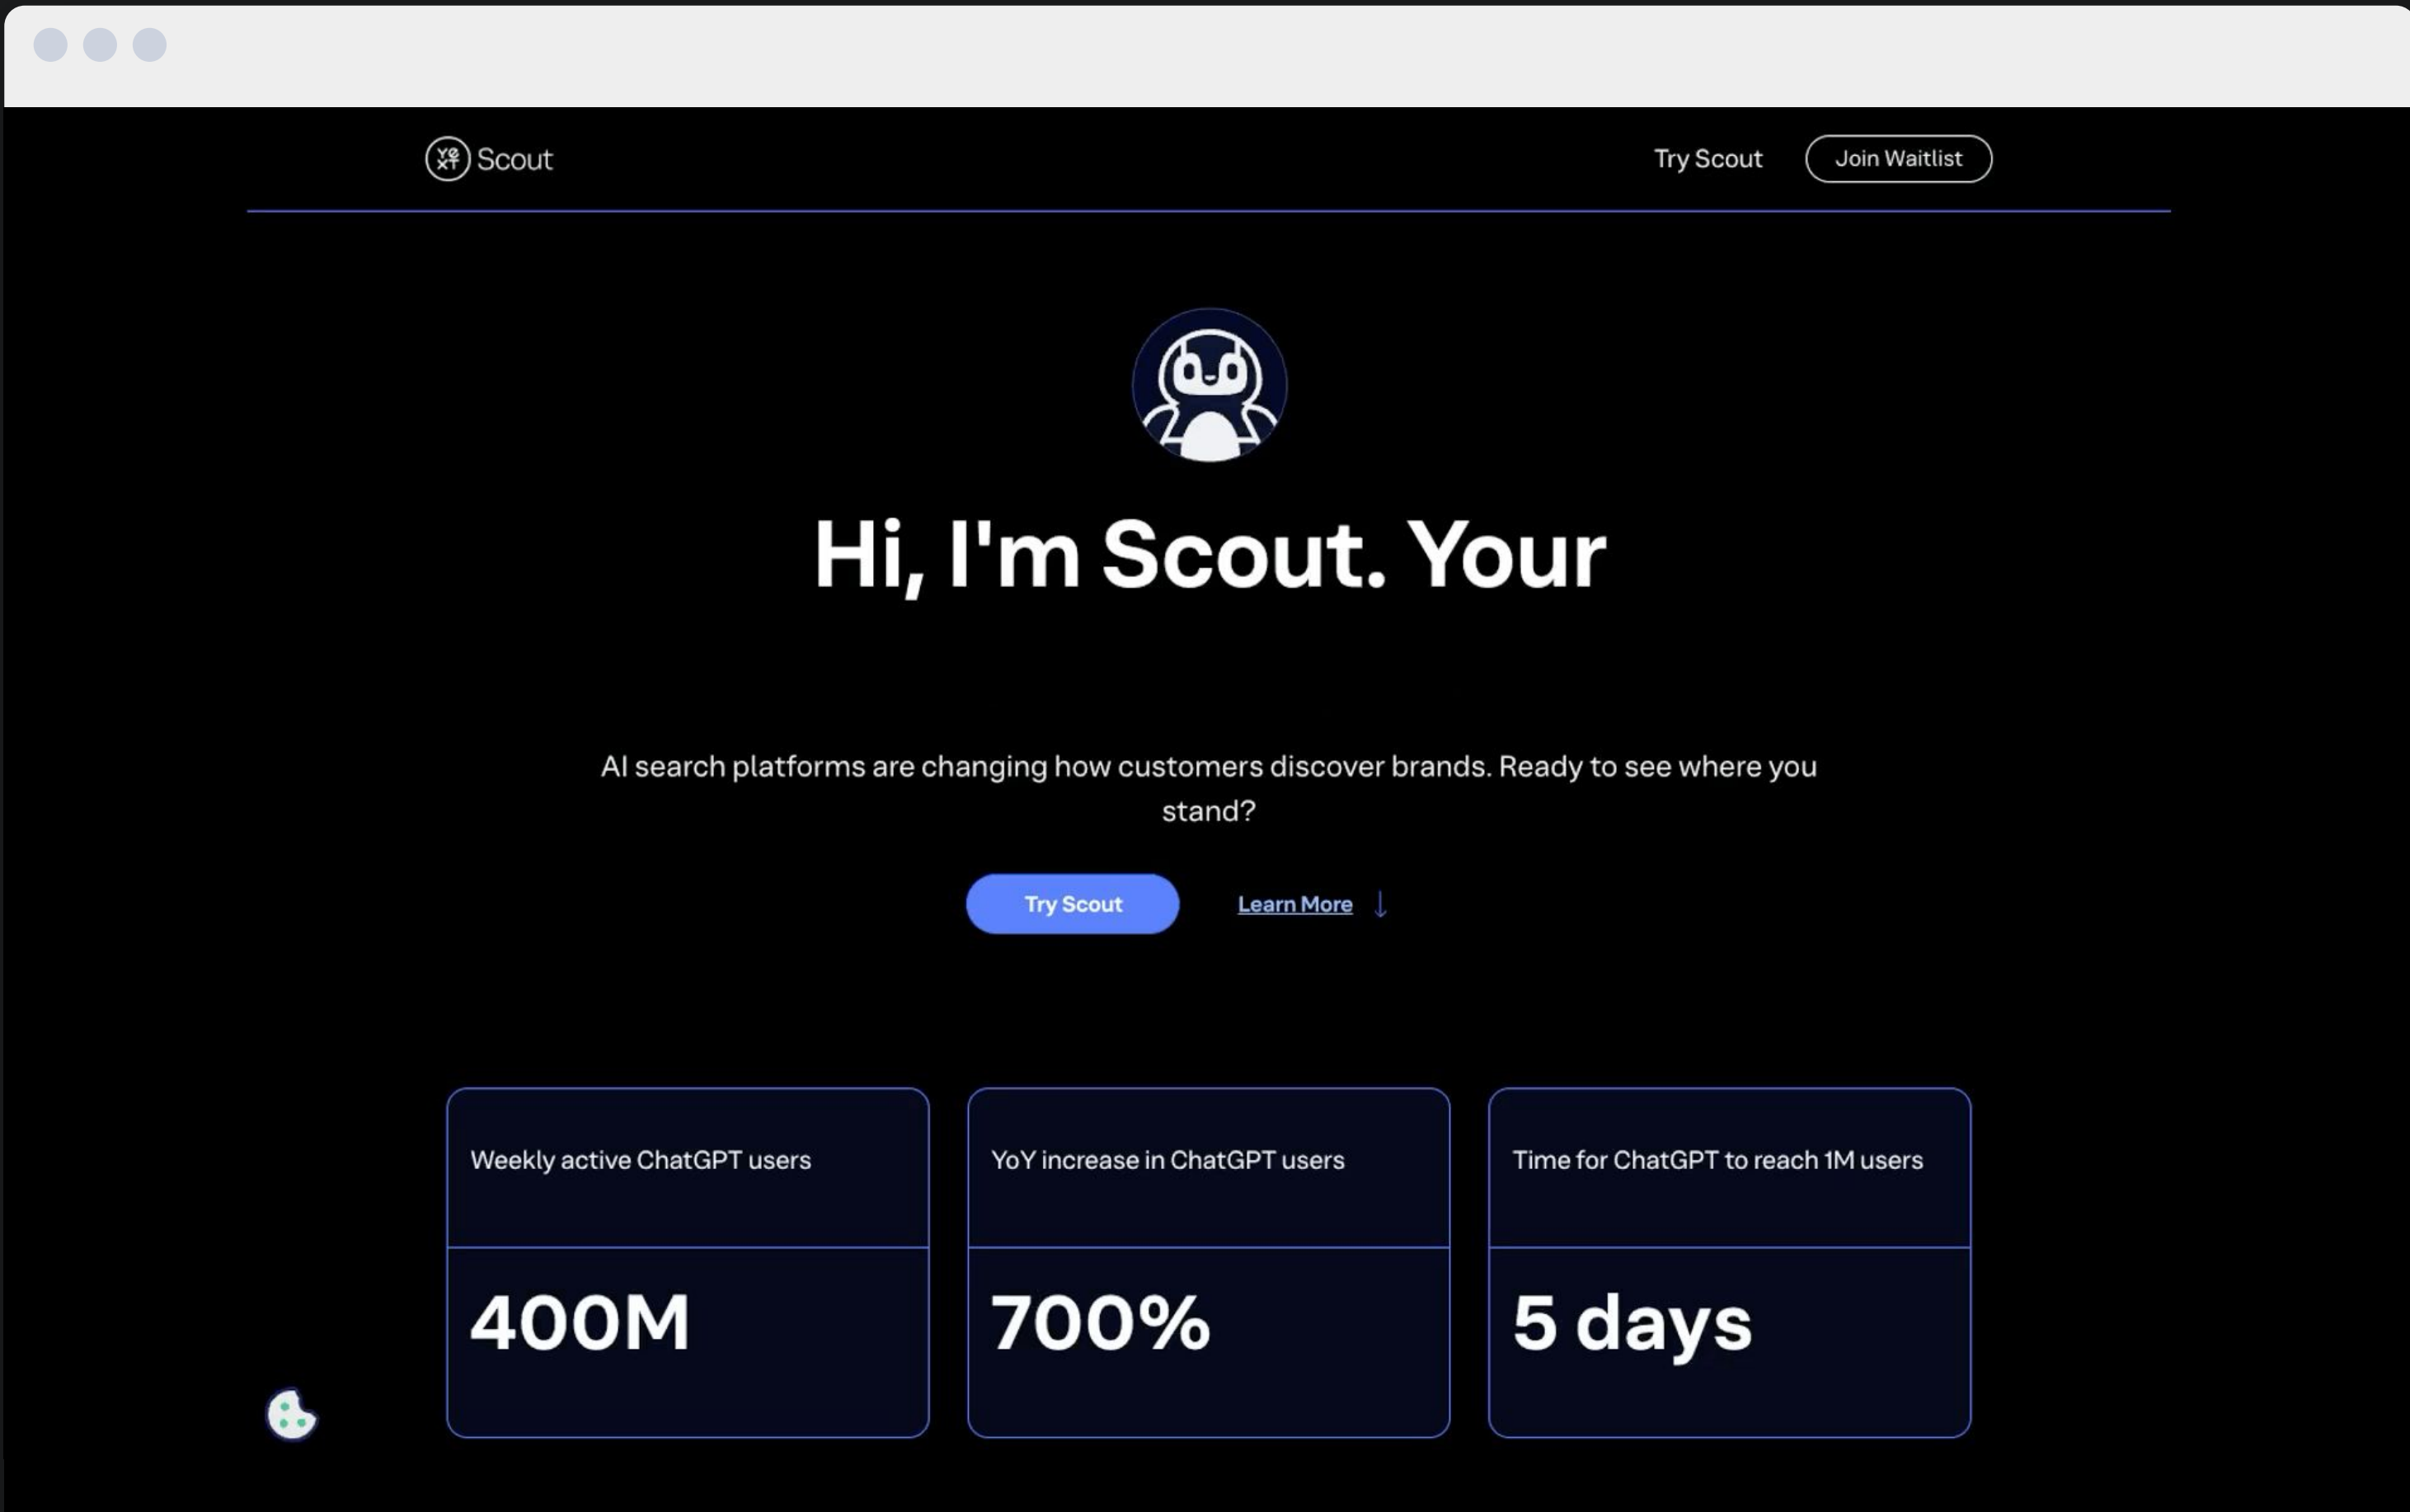 yext Scout
Try Scout
Join Waitlist
Hi, I'm Scout. Your
AI search platforms are changing how customers discover brands. Ready to see where you
stand?
Try Scout
Learn More ↓
Weekly active ChatGPT users
400M
YoY increase in ChatGPT users
700%
Time for ChatGPT to reach 1M users
5 days